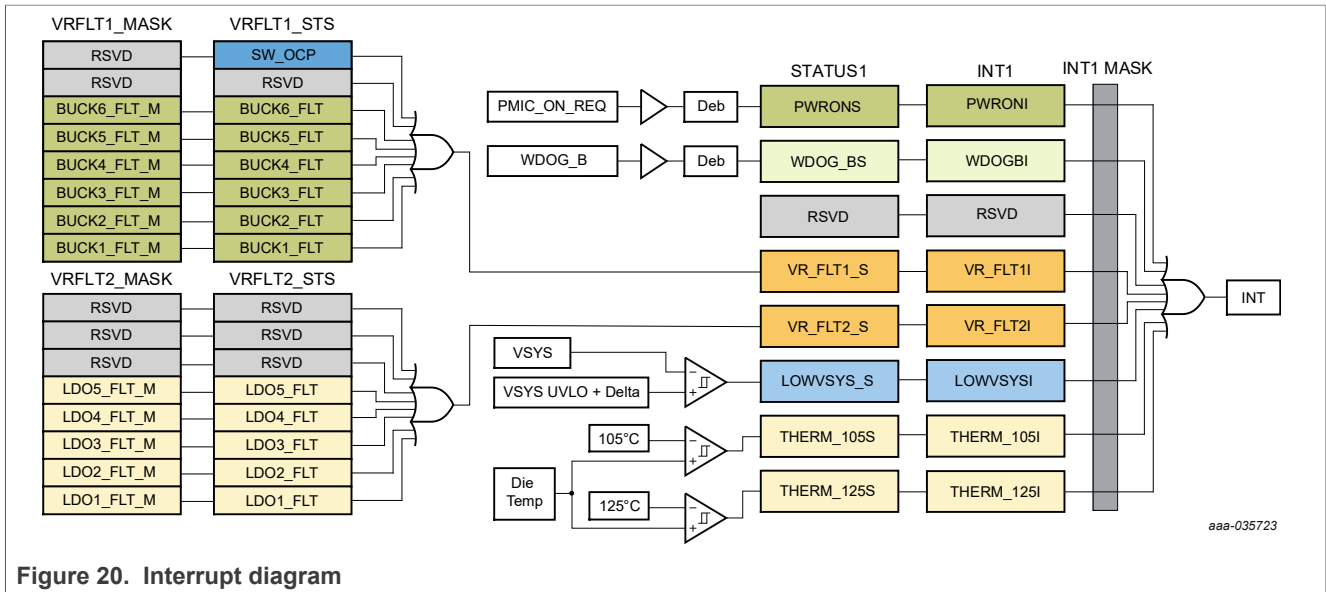 VRFLT1_MASK VRFLT1_STS
RSVD SW_OCP
RSVD RSVD
BUCK6_FLT_M BUCK6_FLT
BUCK5_FLT_M BUCK5_FLT
BUCK4_FLT_M BUCK4_FLT
BUCK3_FLT_M BUCK3_FLT
BUCK2_FLT_M BUCK2_FLT
BUCK1_FLT_M BUCK1_FLT
VRFLT2_MASK VRFLT2_STS
RSVD RSVD
RSVD RSVD
RSVD RSVD
LDO5_FLT_M LDO5_FLT
LDO4_FLT_M LDO4_FLT
LDO3_FLT_M LDO3_FLT
LDO2_FLT_M LDO2_FLT
LDO1_FLT_M LDO1_FLT
STATUS1 INT1 INT1 MASK
PMIC_ON_REQ Deb PWRONS PWRONI
WDOG_B Deb WDOG_BS WDOGBI
RSVD RSVD
VR_FLT1_S VR_FLT1I
INT
VR_FLT2_S VR_FLT2I
VSYS
−
VSYS UVLO + Delta + LOWVSYS_S LOWVSYSI
105°C − THERM_105S THERM_105I
+
Die
Temp
125°C − THERM_125S THERM_125I
+
aaa-035723
Figure 20. Interrupt diagram